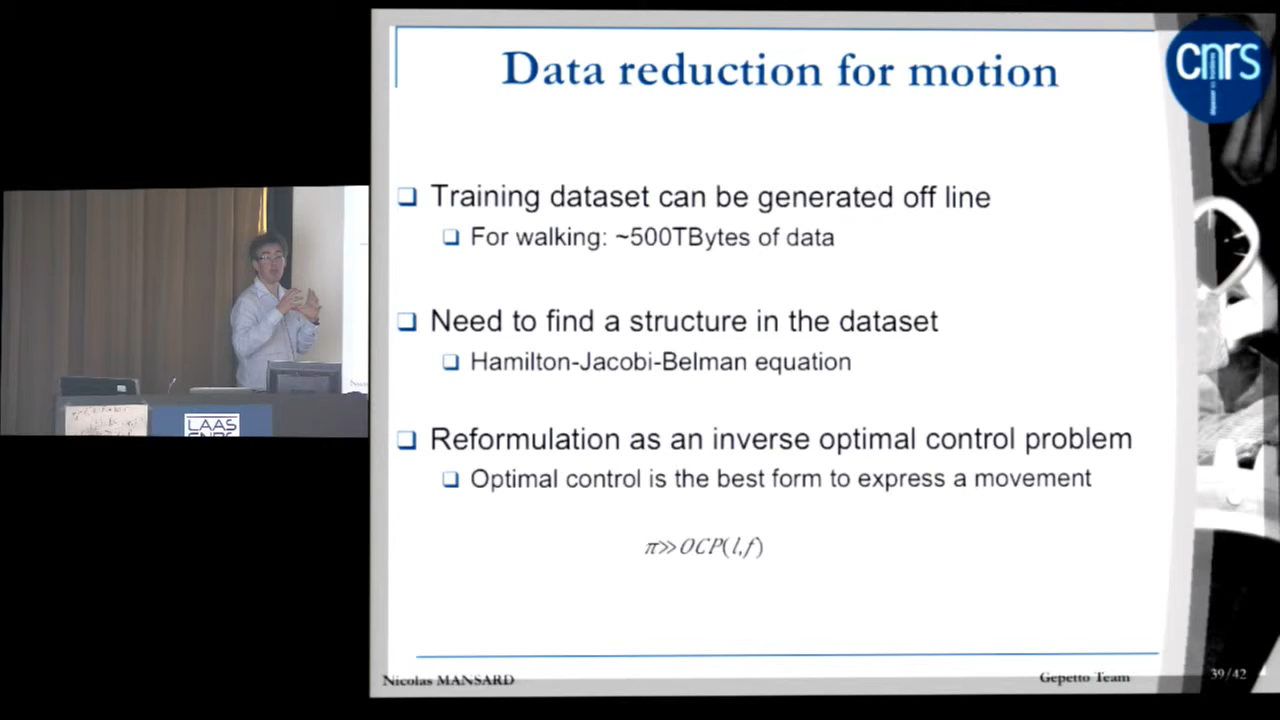 Data reduction for motion
cnrs
Training dataset can be generated off line
For walking: ~500TBytes of data
Need to find a structure in the dataset
Hamilton-Jacobi-Belman equation
Reformulation as an inverse optimal control problem
Optimal control is the best form to express a movement
π>>OCP(l,f)
LAAS
CNRS
Nicolas MANSARD
Gepetto Team
39/42